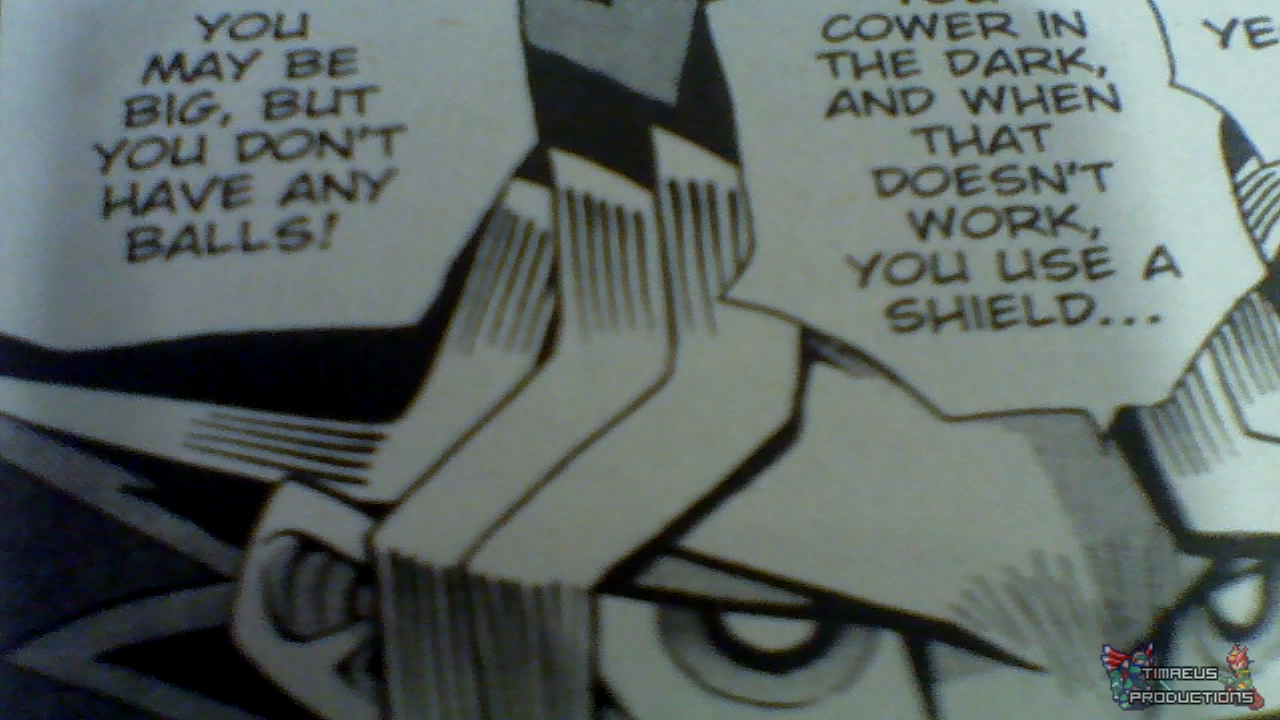 YOU
MAY BE
BIG, BUT
YOU DON'T
HAVE ANY
BALLS!
COWER IN
THE DARK,
AND WHEN
THAT
DOESN'T
WORK,
YOU USE A
SHIELD...
TIMAEUS
PRODUCTIONS